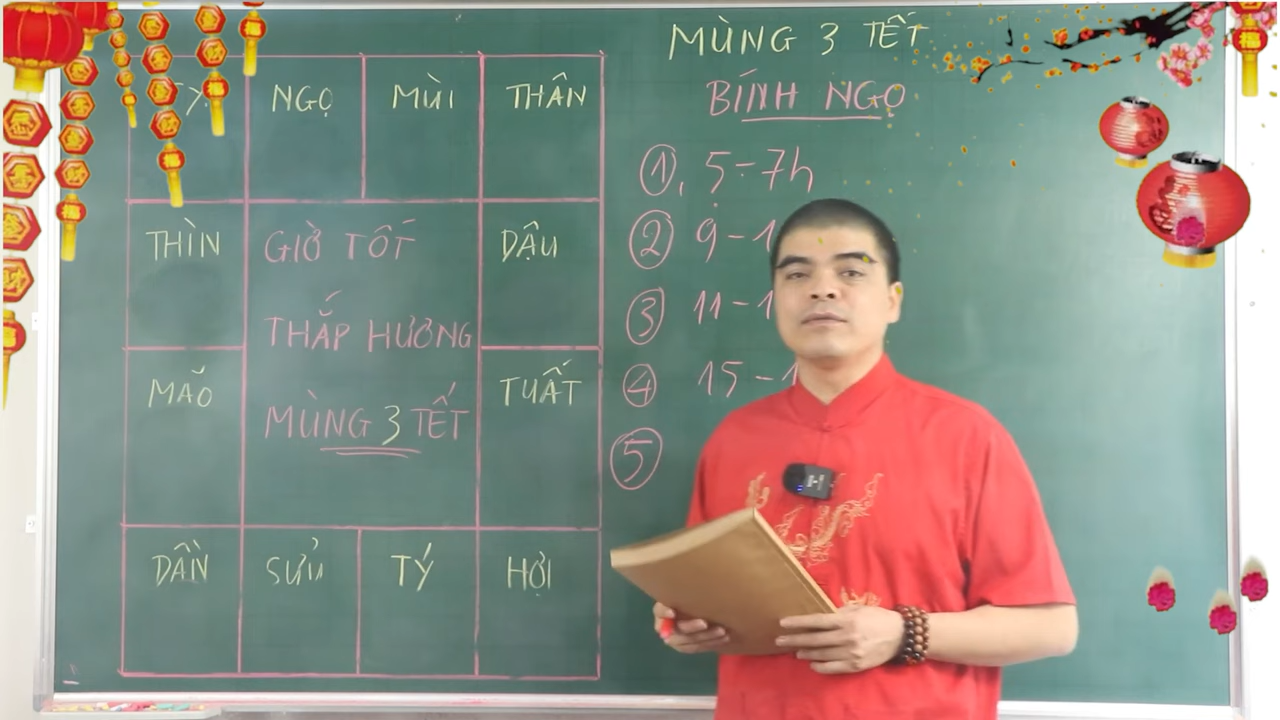 NGỌ
MÙI
THÂN
THÌN
DẬU
MÃO
TUẤT
DẦN
SỬU
TÝ
HỢI
GIỜ TỐT
THẮP HƯƠNG
MÙNG 3 TẾT
MÙNG 3 TẾT
BÍNH NGỌ
1, 5-7h
2 9-1
3 11-1
4 15-1
5